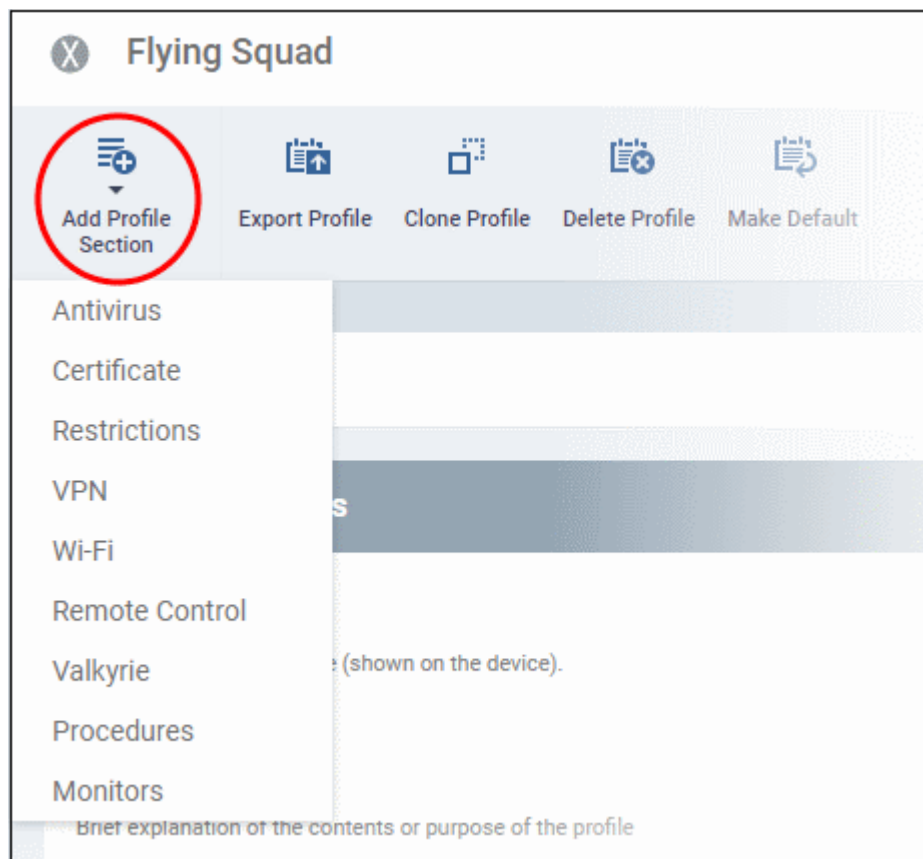 X Flying Squad
Add Profile
Section
Export Profile
Clone Profile
Delete Profile
Make Default
Antivirus
Certificate
Restrictions
VPN
s
Wi-Fi
Remote Control
Valkyrie
(shown on the device).
Procedures
Monitors
Brief explanation of the contents or purpose of the profile